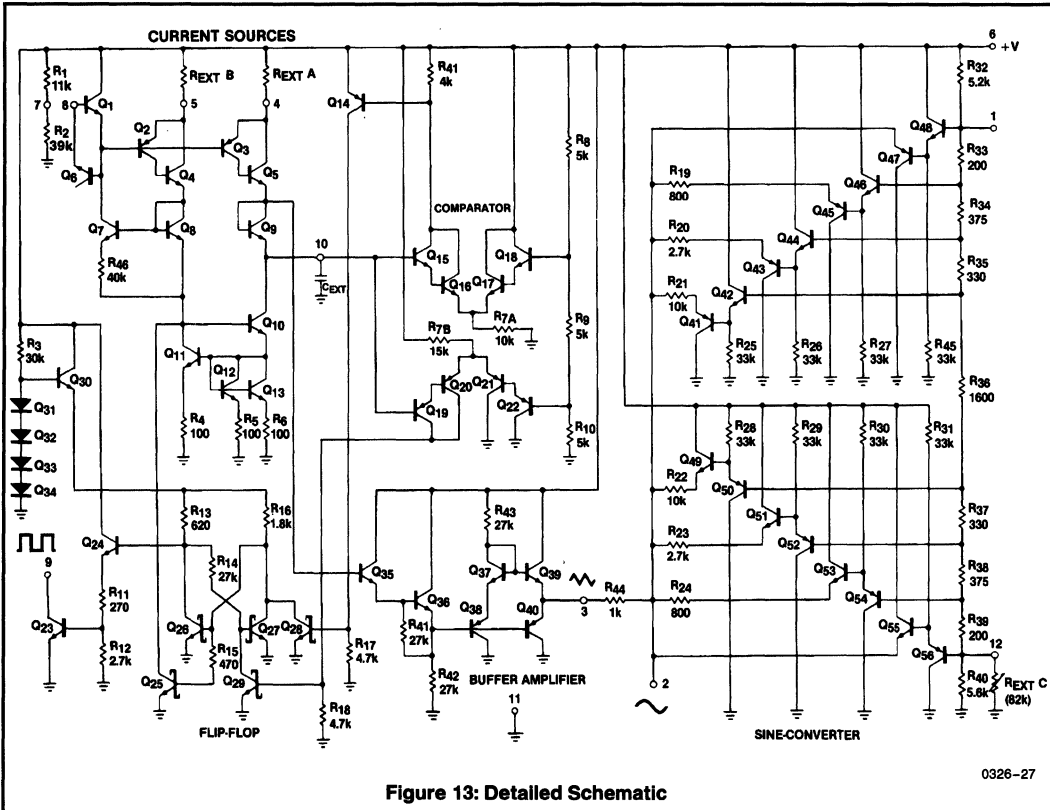 CURRENT SOURCES
6
+V
R1
11k
7
8
R2
39k
Q1
REXT B
5
REXT A
4
Q2
Q3
Q4
Q5
Q6
Q7
Q8
Q9
R46
40k
Q14
R41
4k
R8
5k
COMPARATOR
10
CEXT
Q15
Q16
Q17
Q18
R7A
10k
R7B
15k
R9
5k
Q19
Q20
Q21
Q22
R10
5k
Q10
Q11
Q12
Q13
R4
100
R5
100
R6
100
R3
30k
Q30
Q31
Q32
Q33
Q34
R32
5.2k
1
Q48
Q47
R33
200
R19
800
Q46
Q45
R34
375
R20
2.7k
Q44
Q43
R35
330
R21
10k
Q42
Q41
R25
33k
R26
33k
R27
33k
R45
33k
R36
1600
R28
33k
R29
33k
R30
33k
R31
33k
Q49
R22
10k
Q50
R37
330
R23
2.7k
Q51
Q52
R38
375
R24
800
Q53
Q54
R39
200
Q55
Q56
12
R40
5.6k
REXT C
(82k)
2
SINE-CONVERTER
9
Q24
R13
620
R16
1.8k
R14
27k
R11
270
Q23
R12
2.7k
Q26
Q27
Q28
R15
470
Q25
Q29
R17
4.7k
R18
4.7k
FLIP-FLOP
Q35
Q36
R41
27k
R42
27k
R43
27k
Q37
Q38
Q39
Q40
3
R44
1k
BUFFER AMPLIFIER
11
0326–27
Figure 13: Detailed Schematic